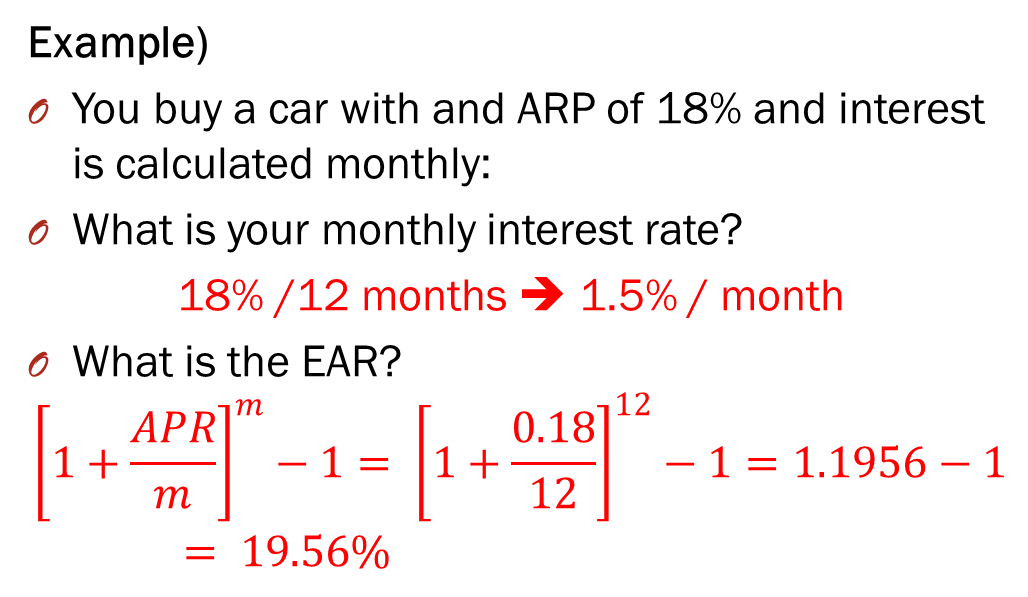 Example)
You buy a car with and ARP of 18% and interest
is calculated monthly:
What is your monthly interest rate?
18% /12 months ➔ 1.5% / month
What is the EAR?
[1 + APR/m]^m − 1 = [1 + 0.18/12]^12 − 1 = 1.1956 − 1
= 19.56%